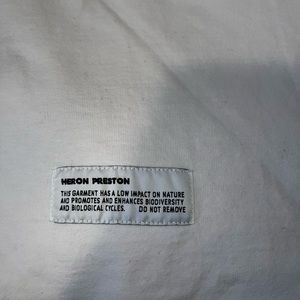 HERON PRESTON
THIS GARMENT HAS A LOW IMPACT ON NATURE
AND PROMOTES AND ENHANCES BIODIVERSITY
AND BIOLOGICAL CYCLES. DO NOT REMOVE